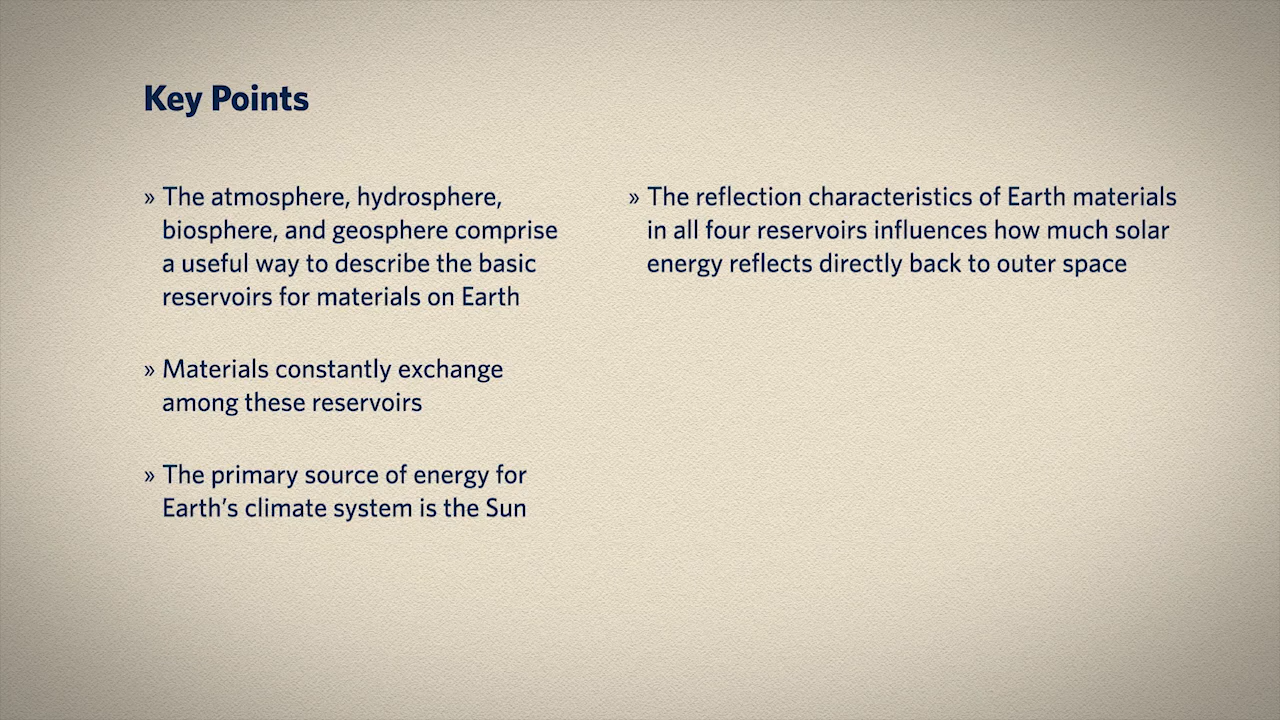 Key Points
» The atmosphere, hydrosphere,
biosphere, and geosphere comprise
a useful way to describe the basic
reservoirs for materials on Earth
» Materials constantly exchange
among these reservoirs
» The primary source of energy for
Earth’s climate system is the Sun
» The reflection characteristics of Earth materials
in all four reservoirs influences how much solar
energy reflects directly back to outer space